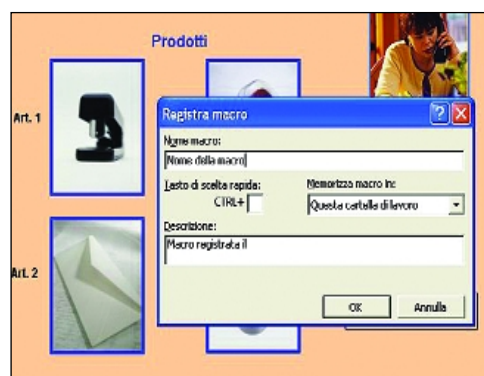 Prodotti
Art. 1
Registra macro
Nome macro:
Nome della macro
Tasto di scelta rapida:
Memorizza macro in:
CTRL+
Questa cartella di lavoro
Descrizione:
Macro registrata il
Art. 2
OK
Annulla